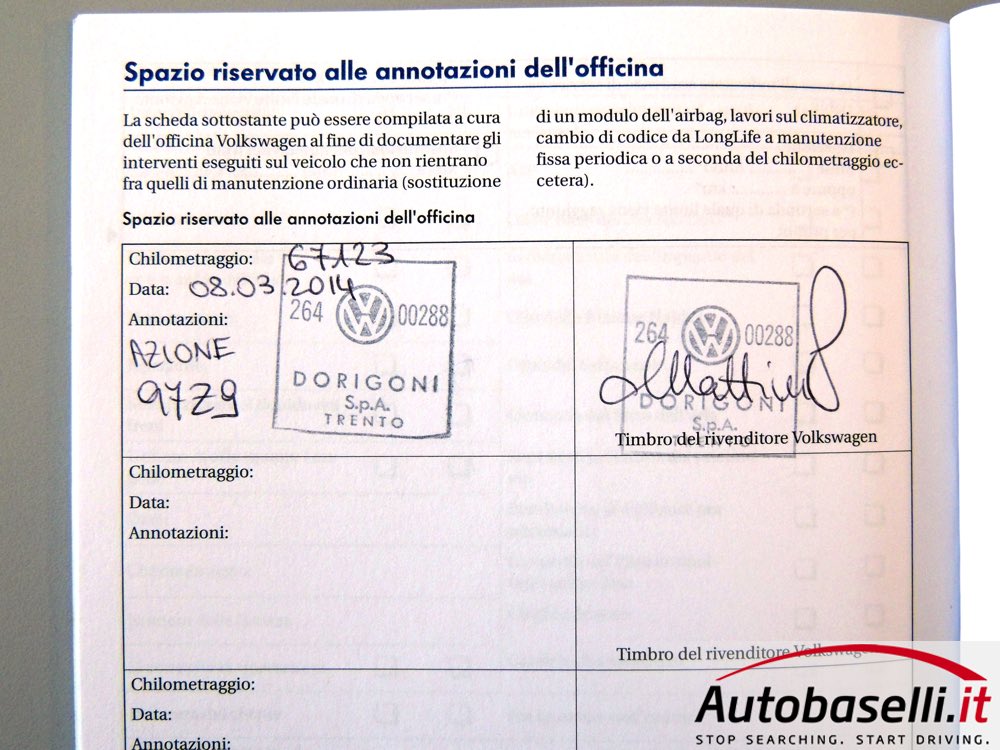 Spazio riservato alle annotazioni dell'officina
La scheda sottostante può essere compilata a cura
dell'officina Volkswagen al fine di documentare gli
interventi eseguiti sul veicolo che non rientrano
fra quelli di manutenzione ordinaria (sostituzione
di un modulo dell'airbag, lavori sul climatizzatore,
cambio di codice da LongLife a manutenzione
fissa periodica o a seconda del chilometraggio ec-
cetera).
Spazio riservato alle annotazioni dell'officina
Chilometraggio: 67123
Data: 08.03.2014
Annotazioni:
AZIONE
97Z9
264 00288
DORIGONI
S.p.A.
TRENTO
264 00288
DORIGONI
S.p.A.
TRENTO
Timbro del rivenditore Volkswagen
Chilometraggio:
Data:
Annotazioni:
Timbro del rivenditore Volkswagen
Chilometraggio:
Data:
Annotazioni:
Autobaselli.it
STOP SEARCHING. START DRIVING.